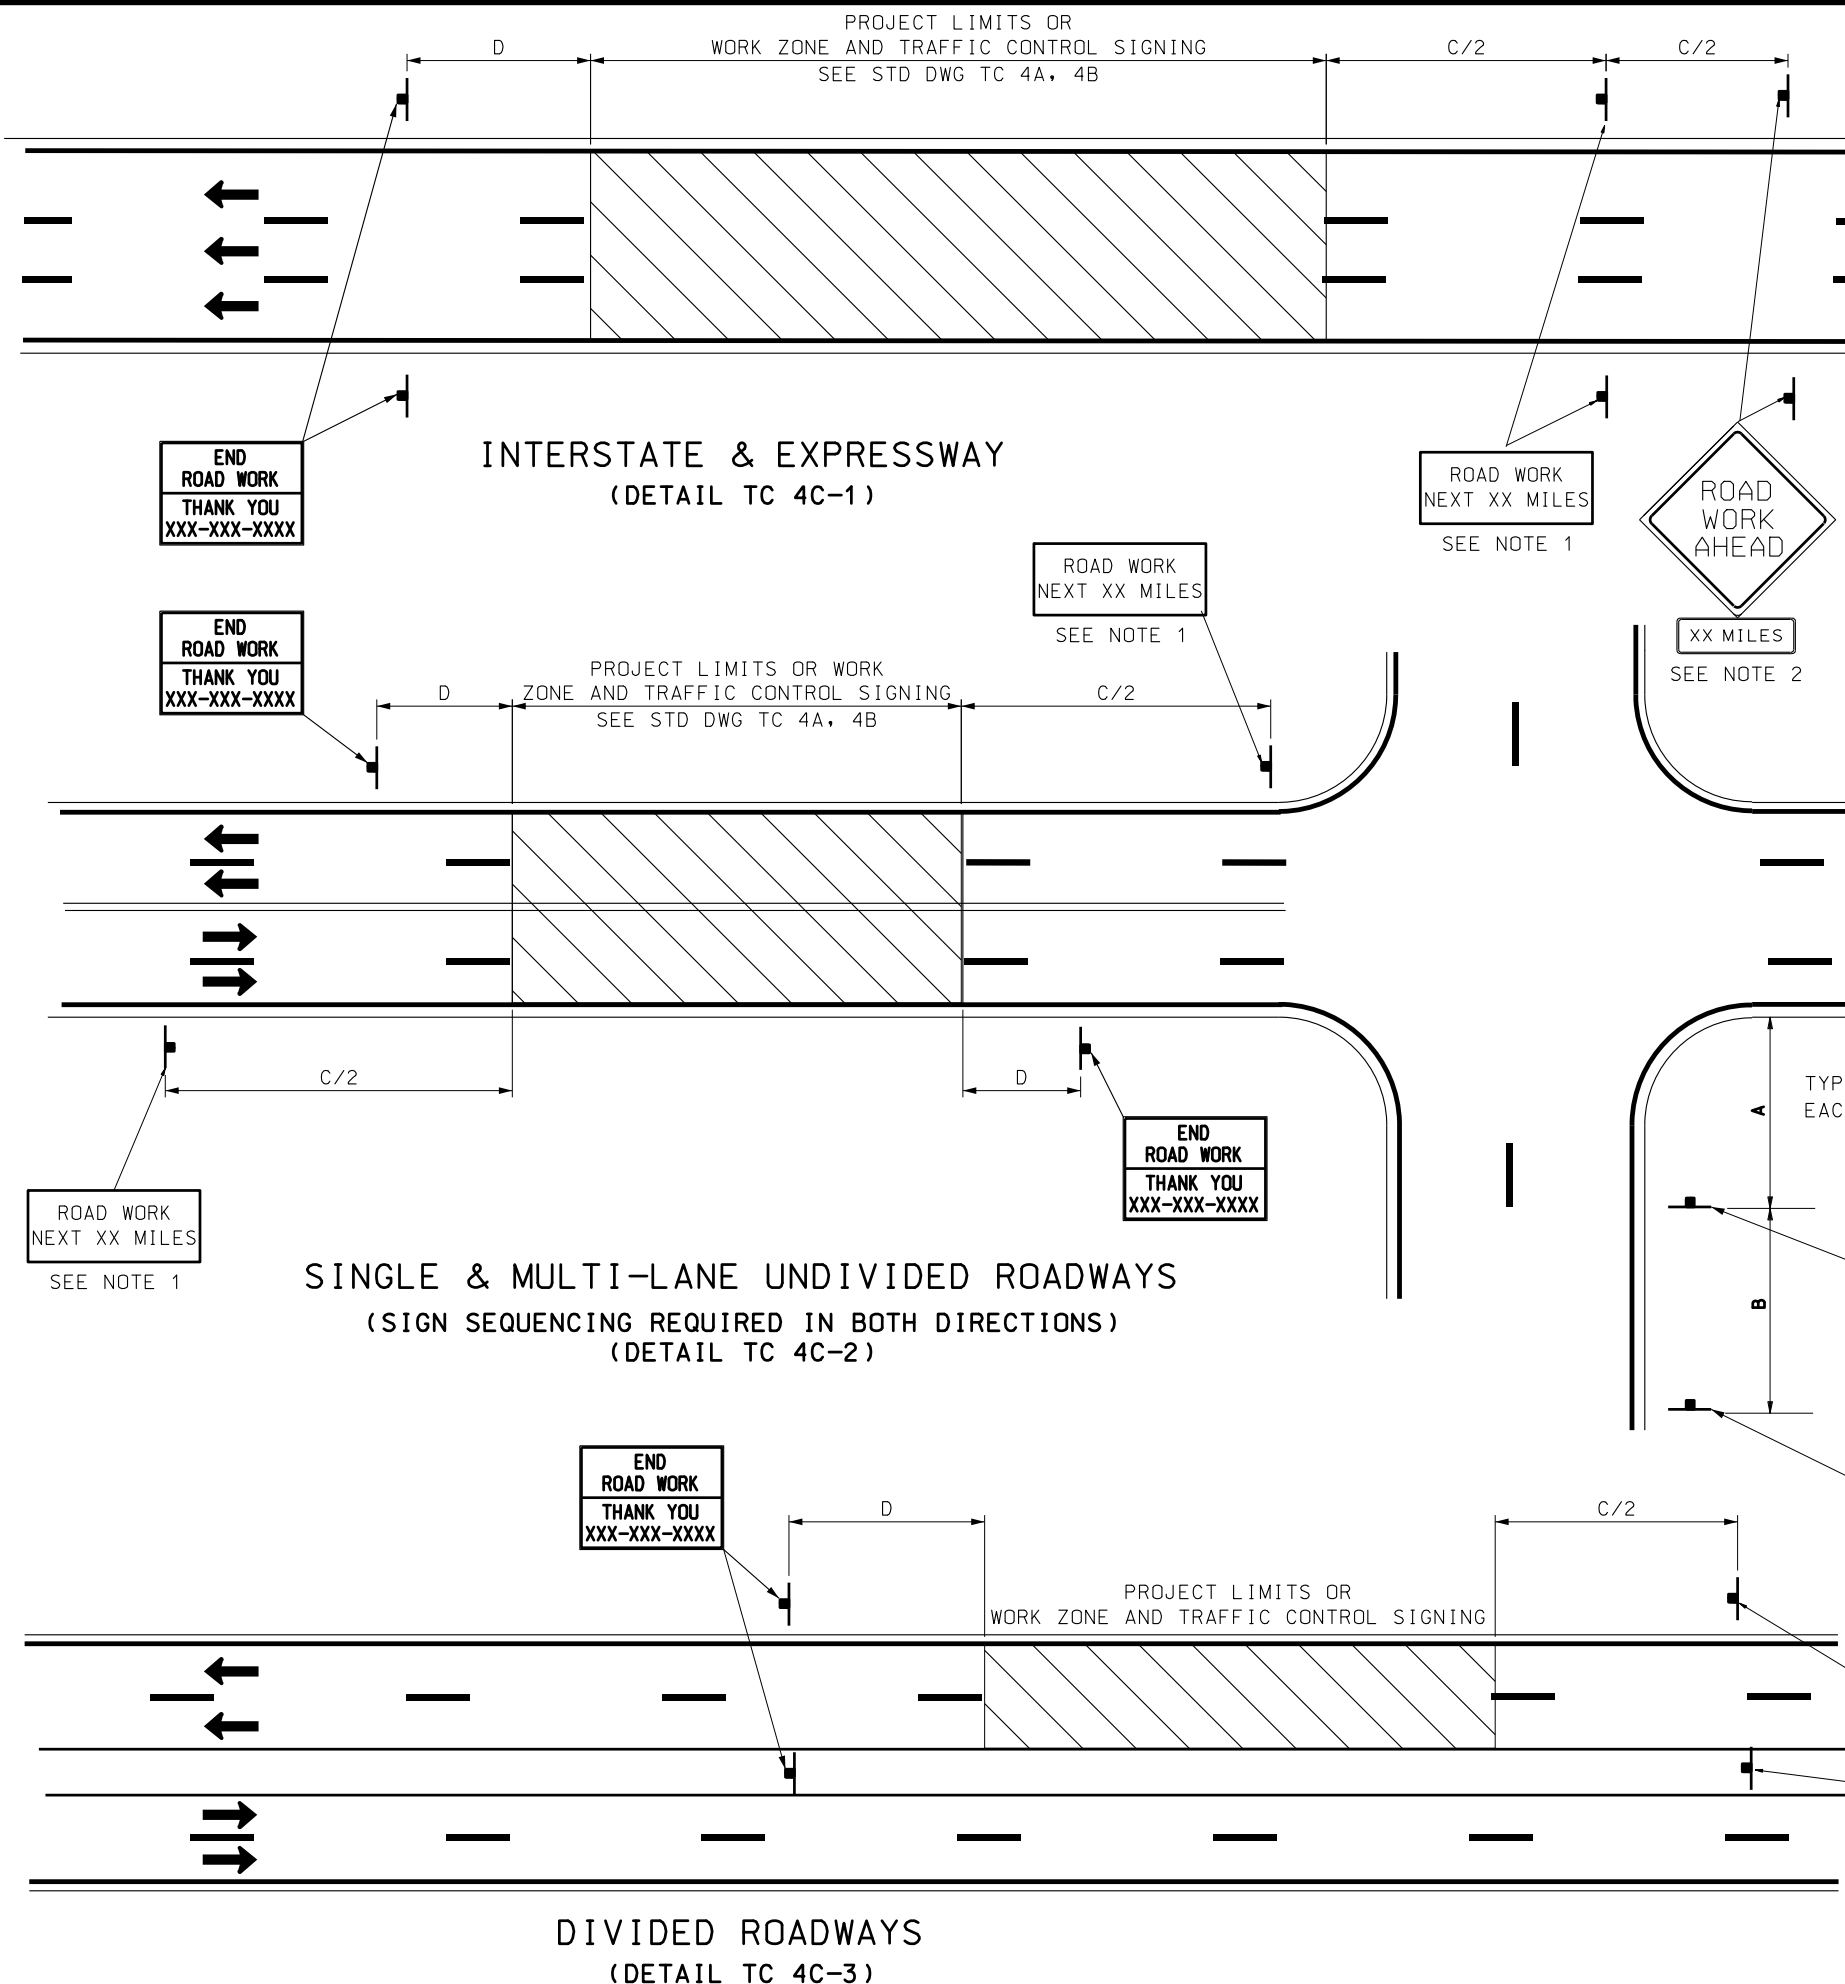 PROJECT LIMITS OR
D
WORK ZONE AND TRAFFIC CONTROL SIGNING
C/2
C/2
SEE STD DWG TC 4A, 4B
END
ROAD WORK
THANK YOU
XXX-XXX-XXXX
INTERSTATE & EXPRESSWAY
(DETAIL TC 4C-1)
ROAD WORK
NEXT XX MILES
SEE NOTE 1
ROAD
WORK
AHEAD
XX MILES
SEE NOTE 2
ROAD WORK
NEXT XX MILES
SEE NOTE 1
END
ROAD WORK
THANK YOU
XXX-XXX-XXXX
D
PROJECT LIMITS OR WORK
ZONE AND TRAFFIC CONTROL SIGNING
SEE STD DWG TC 4A, 4B
C/2
C/2
D
A
TYP
EAC
B
END
ROAD WORK
THANK YOU
XXX-XXX-XXXX
ROAD WORK
NEXT XX MILES
SEE NOTE 1
SINGLE & MULTI-LANE UNDIVIDED ROADWAYS
(SIGN SEQUENCING REQUIRED IN BOTH DIRECTIONS)
(DETAIL TC 4C-2)
END
ROAD WORK
THANK YOU
XXX-XXX-XXXX
D
C/2
PROJECT LIMITS OR
WORK ZONE AND TRAFFIC CONTROL SIGNING
DIVIDED ROADWAYS
(DETAIL TC 4C-3)